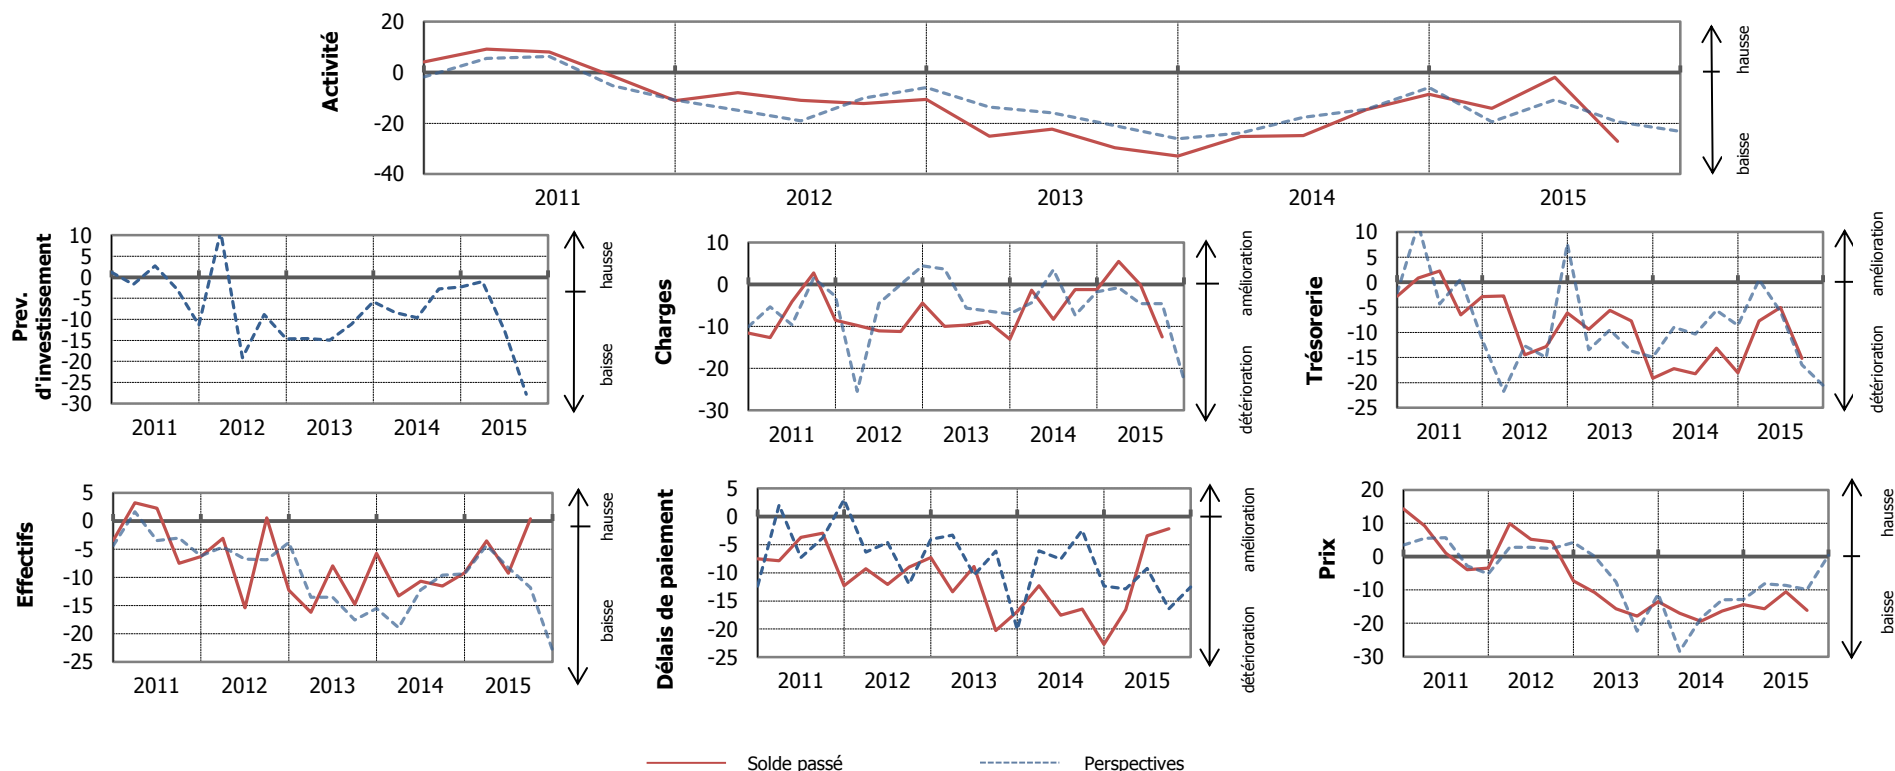 Activité
20
0
-20
-40
2011 2012 2013 2014 2015
hausse
baisse
Prev.
d'investissement
10
5
0
-5
-10
-15
-20
-25
-30
2011 2012 2013 2014 2015
hausse
baisse
Charges
10
0
-10
-20
-30
2011 2012 2013 2014 2015
amélioration
détérioration
Trésorerie
10
5
0
-5
-10
-15
-20
-25
2011 2012 2013 2014 2015
amélioration
détérioration
Effectifs
5
0
-5
-10
-15
-20
-25
2011 2012 2013 2014 2015
hausse
baisse
Délais de paiement
5
0
-5
-10
-15
-20
-25
2011 2012 2013 2014 2015
amélioration
détérioration
Prix
20
10
0
-10
-20
-30
2011 2012 2013 2014 2015
hausse
baisse
Solde passé Perspectives